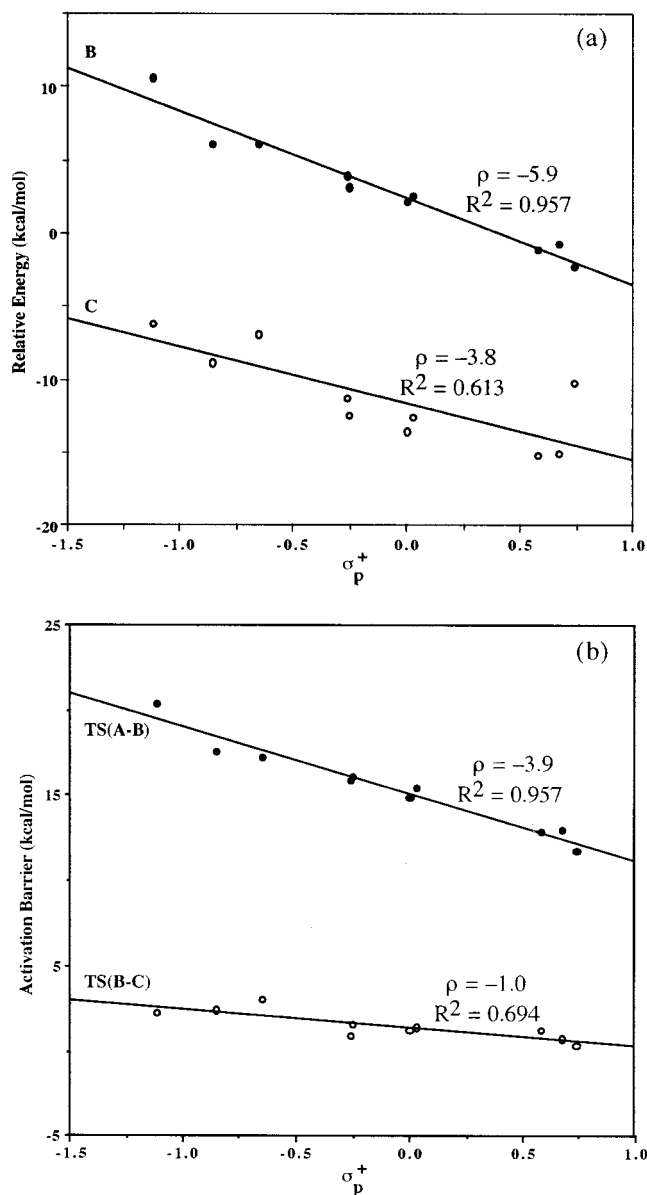 (a)
B
10
ρ = –5.9
R² = 0.957
0
Relative Energy (kcal/mol)
C
ρ = –3.8
R² = 0.613
-10
-20
-1.5 -1.0 -0.5 0.0 0.5 1.0
σp+
25
(b)
TS(A-B)
ρ = –3.9
R² = 0.957
15
Activation Barrier (kcal/mol)
5
TS(B-C)
ρ = –1.0
R² = 0.694
-5
-1.5 -1.0 -0.5 0.0 0.5 1.0
σp+